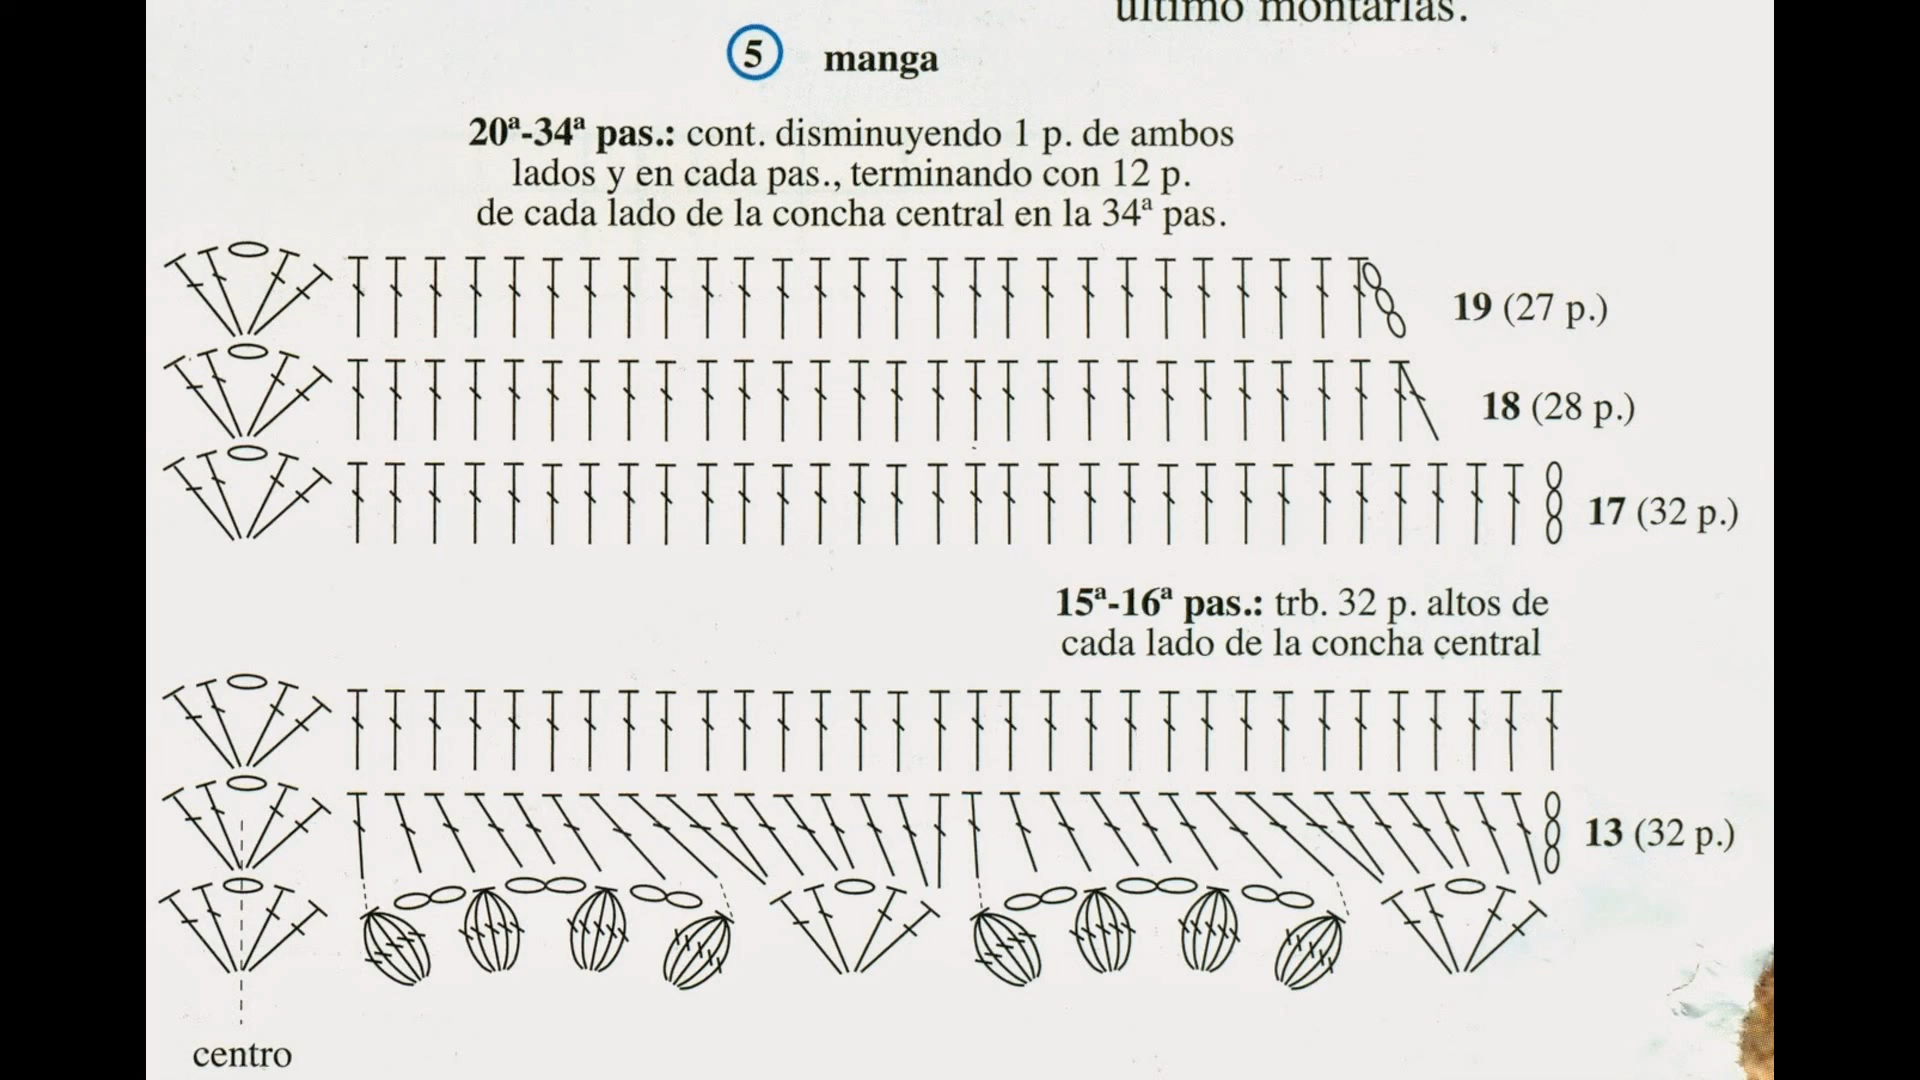 último montarlas.
5 manga
20ª-34ª pas.: cont. disminuyendo 1 p. de ambos
lados y en cada pas., terminando con 12 p.
de cada lado de la concha central en la 34ª pas.
19 (27 p.)
18 (28 p.)
17 (32 p.)
15ª-16ª pas.: trb. 32 p. altos de
cada lado de la concha central
13 (32 p.)
centro